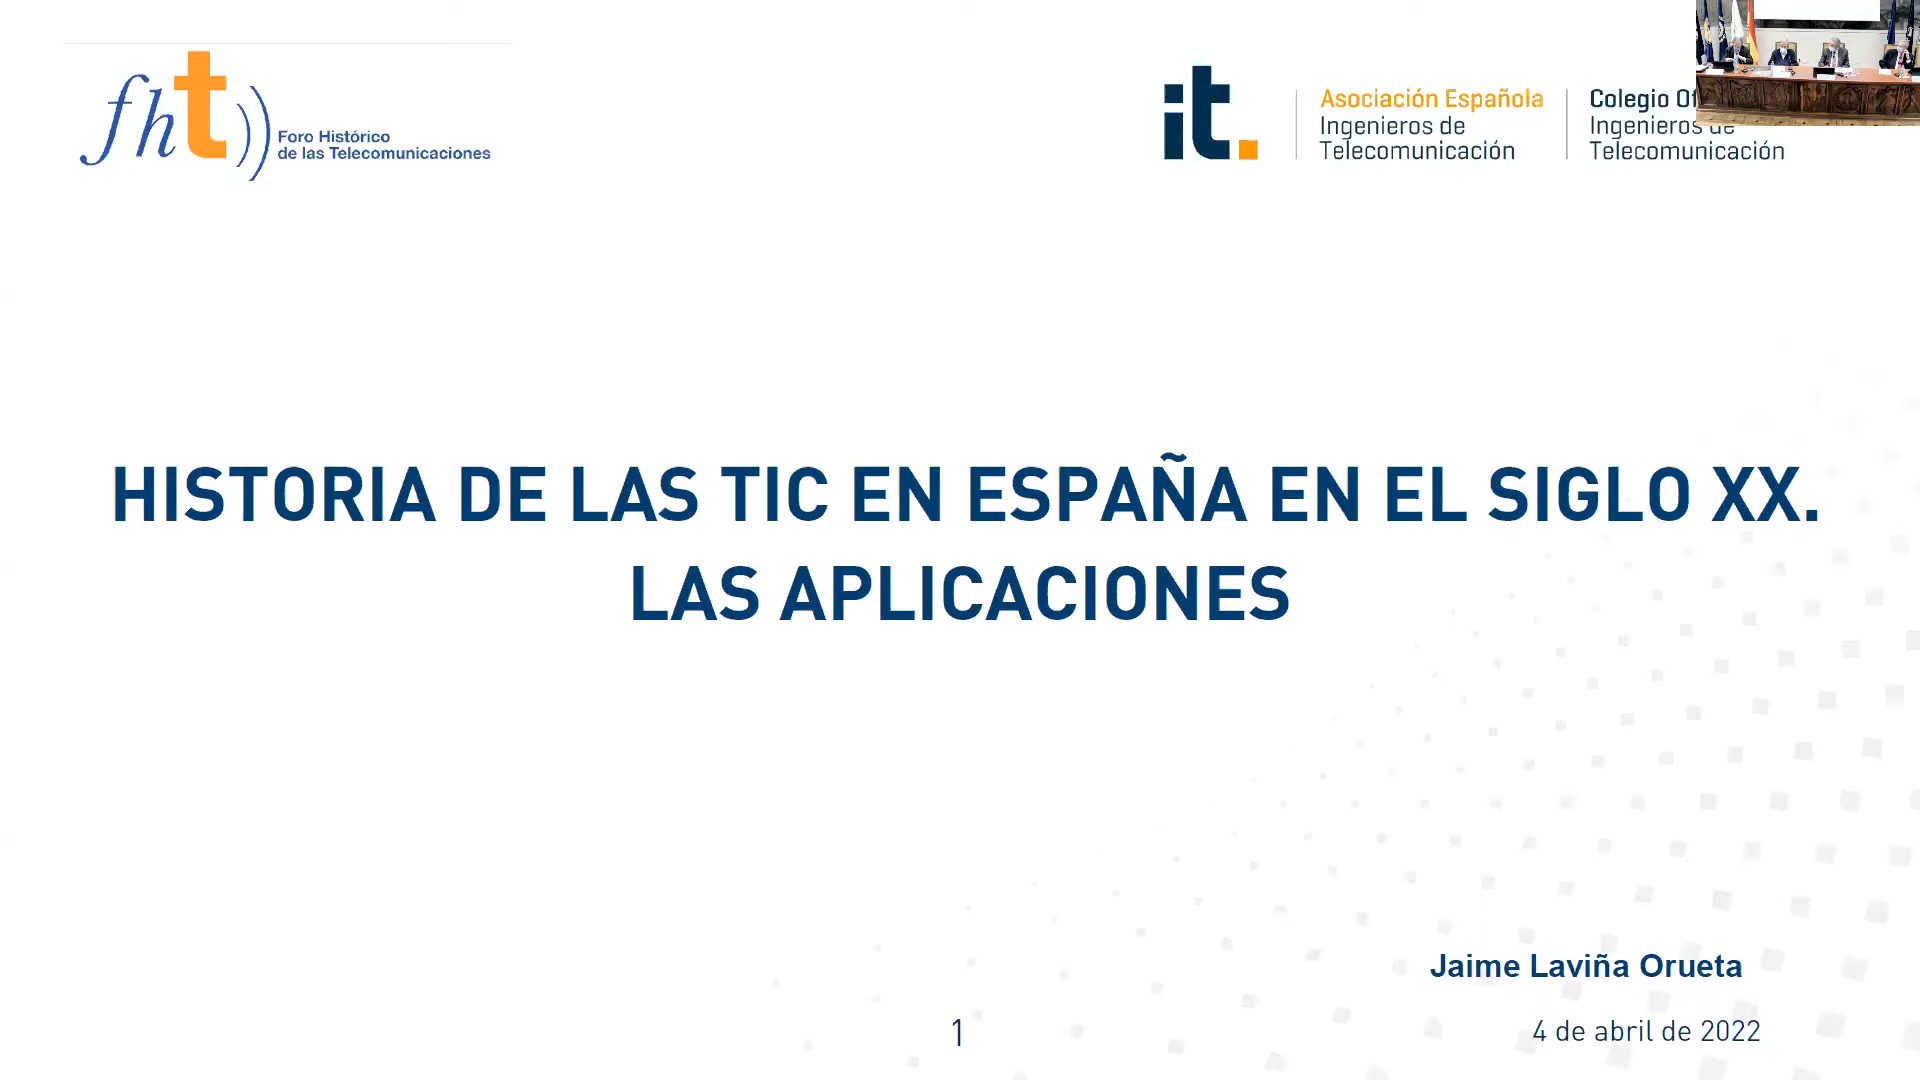 fht
Foro Histórico
de las Telecomunicaciones
it.
Asociación Española
Ingenieros de
Telecomunicación
Colegio
Ingenieros de
Telecomunicación
HISTORIA DE LAS TIC EN ESPAÑA EN EL SIGLO XX.
LAS APLICACIONES
Jaime Laviña Orueta
1
4 de abril de 2022